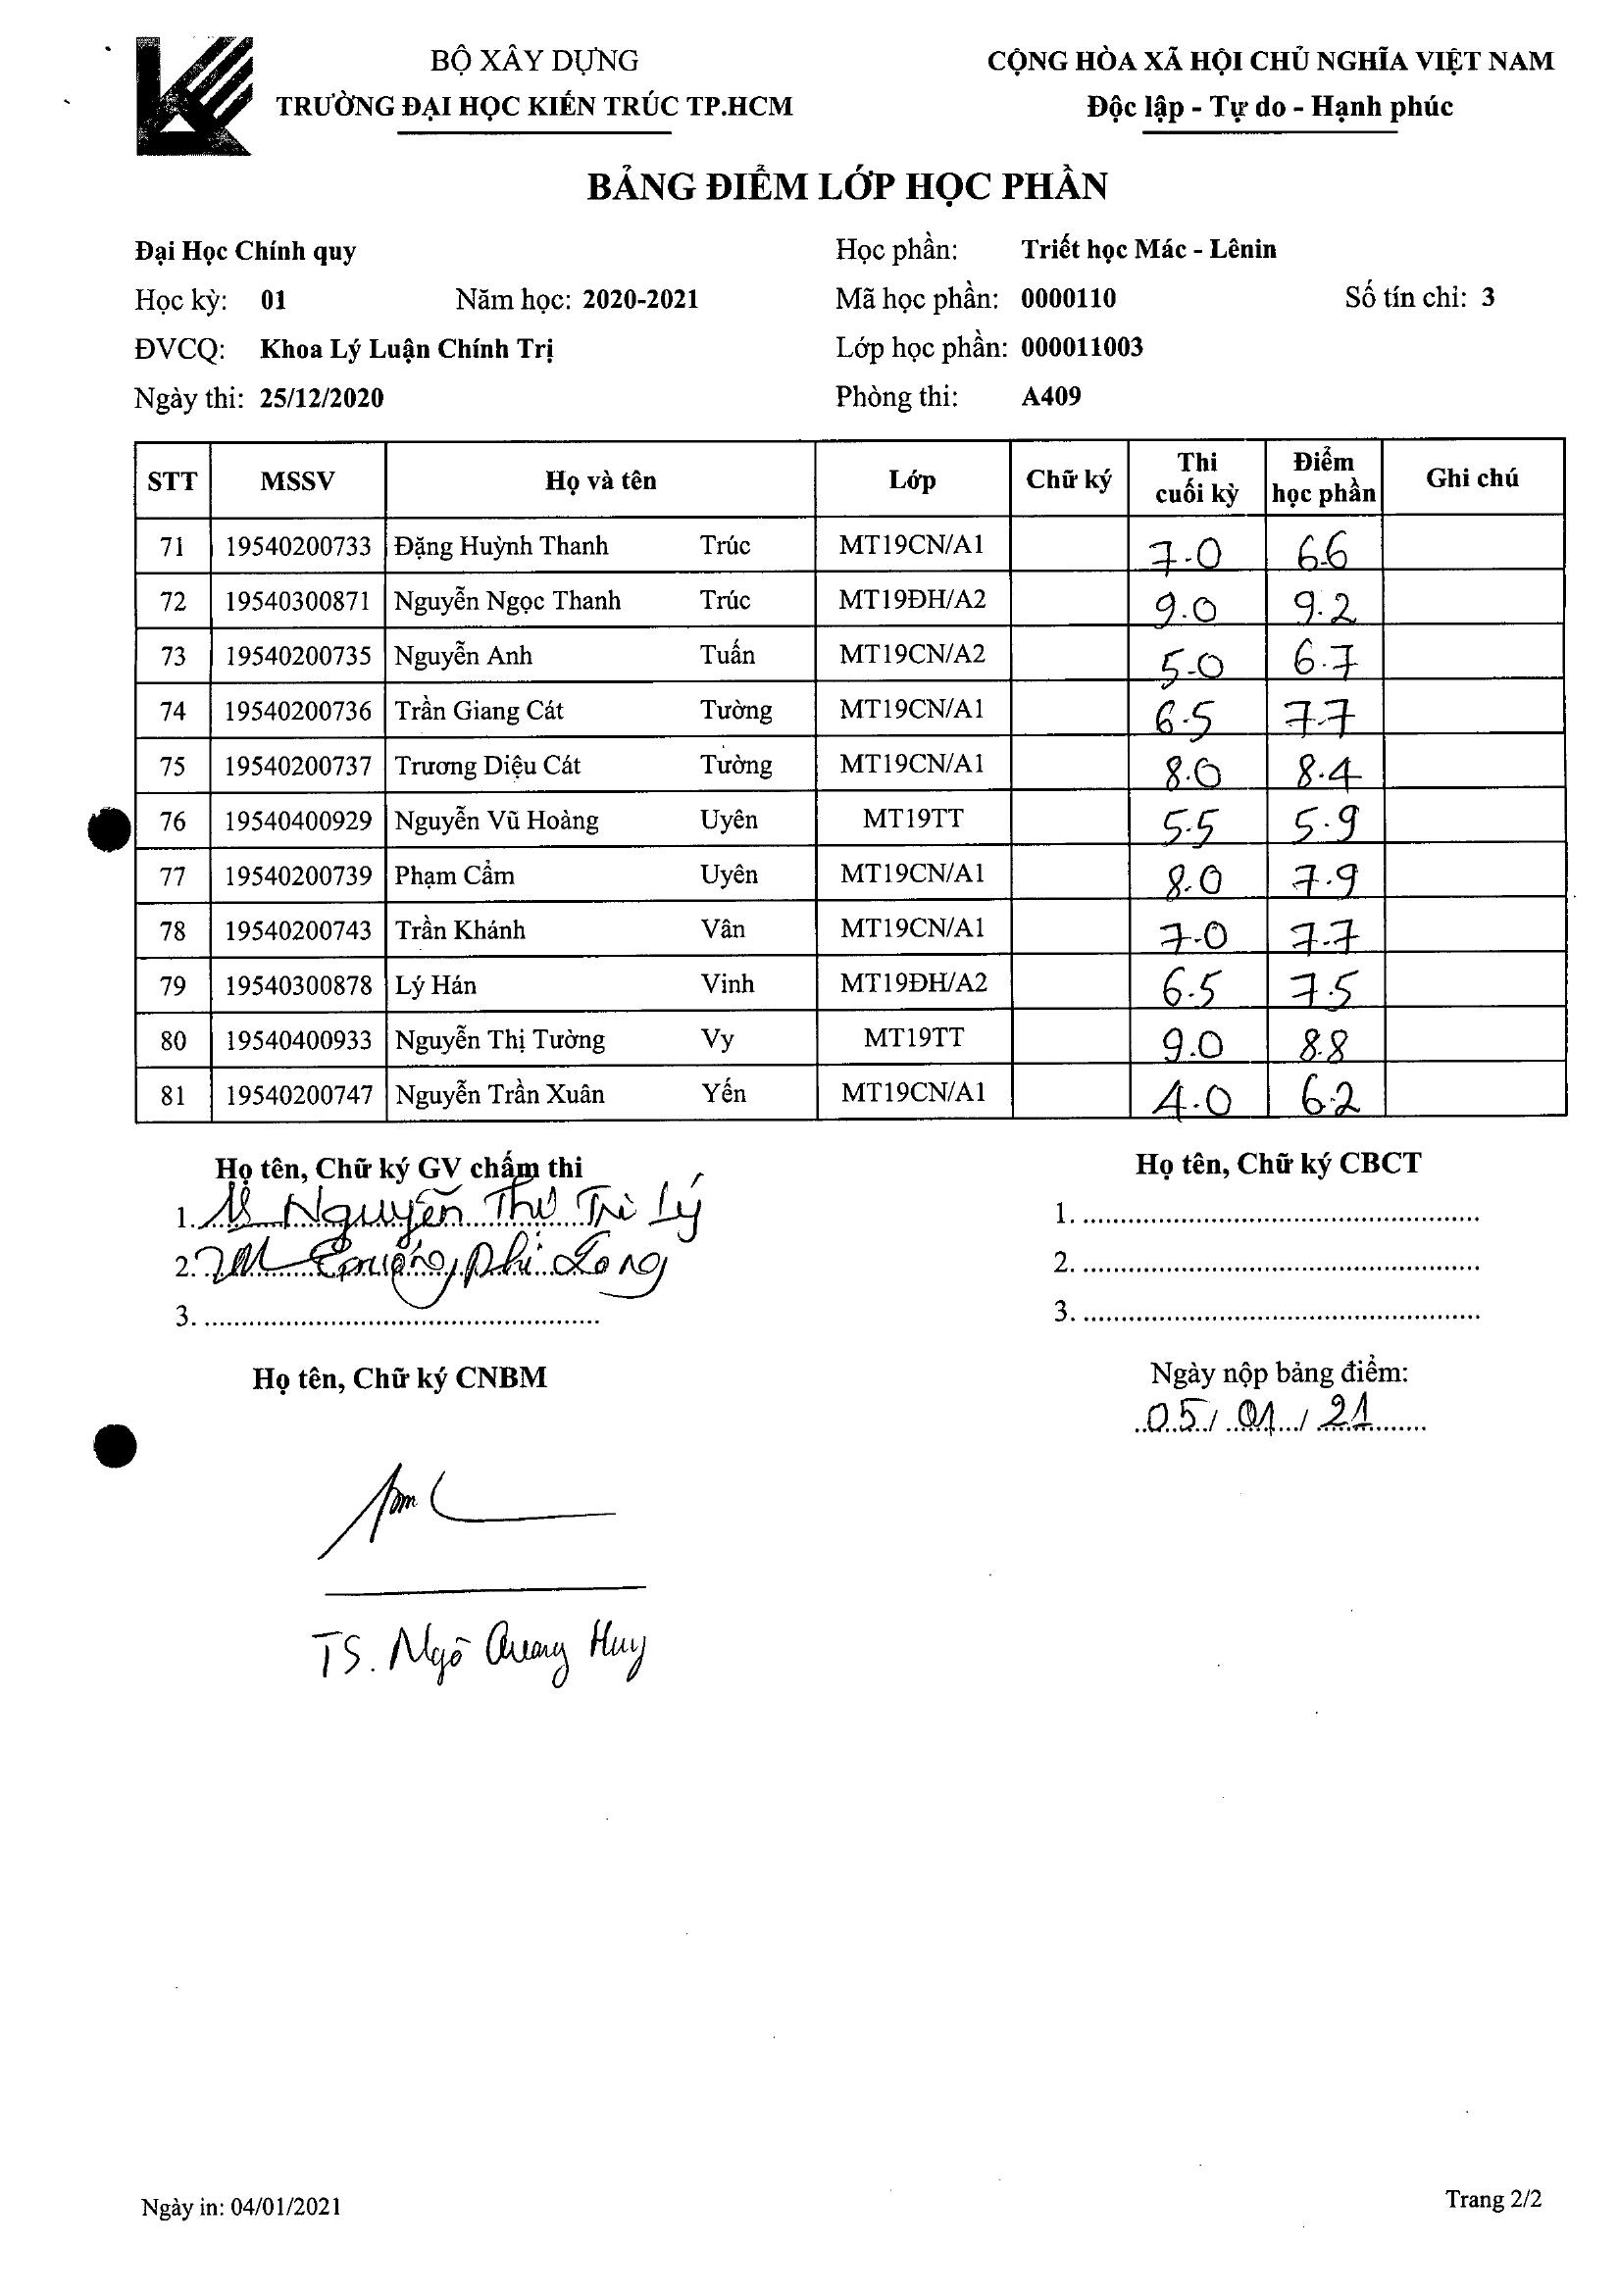 BỘ XÂY DỰNG
TRƯỜNG ĐẠI HỌC KIẾN TRÚC TP.HCM
CỘNG HÒA XÃ HỘI CHỦ NGHĨA VIỆT NAM
Độc lập - Tự do - Hạnh phúc
BẢNG ĐIỂM LỚP HỌC PHẦN
Đại Học Chính quy Học phần: Triết học Mác - Lênin
Học kỳ: 01 Năm học: 2020-2021 Mã học phần: 0000110 Số tín chỉ: 3
ĐVCQ: Khoa Lý Luận Chính Trị Lớp học phần: 000011003
Ngày thi: 25/12/2020 Phòng thi: A409
STT MSSV Họ và tên Lớp Chữ ký Thi cuối kỳ Điểm học phần Ghi chú
71 19540200733 Đặng Huỳnh Thanh Trúc MT19CN/A1 7.0 6.6
72 19540300871 Nguyễn Ngọc Thanh Trúc MT19ĐH/A2 9.0 9.2
73 19540200735 Nguyễn Anh Tuấn MT19CN/A2 5.0 6.7
74 19540200736 Trần Giang Cát Tường MT19CN/A1 6.5 7.7
75 19540200737 Trương Diệu Cát Tường MT19CN/A1 8.0 8.4
76 19540400929 Nguyễn Vũ Hoàng Uyên MT19TT 5.5 5.9
77 19540200739 Phạm Cẩm Uyên MT19CN/A1 8.0 7.9
78 19540200743 Trần Khánh Vân MT19CN/A1 7.0 7.7
79 19540300878 Lý Hán Vinh MT19ĐH/A2 6.5 7.5
80 19540400933 Nguyễn Thị Tường Vy MT19TT 9.0 8.8
81 19540200747 Nguyễn Trần Xuân Yến MT19CN/A1 4.0 6.2
Họ tên, Chữ ký GV chấm thi
1. Nguyễn Thị Trì Lý
2. Trương Phi Long
3.
Họ tên, Chữ ký CBCT
1.
2.
3.
Họ tên, Chữ ký CNBM
Ngày nộp bảng điểm:
05/ 01 / 21
TS. Ngô Quang Huy
Ngày in: 04/01/2021
Trang 2/2